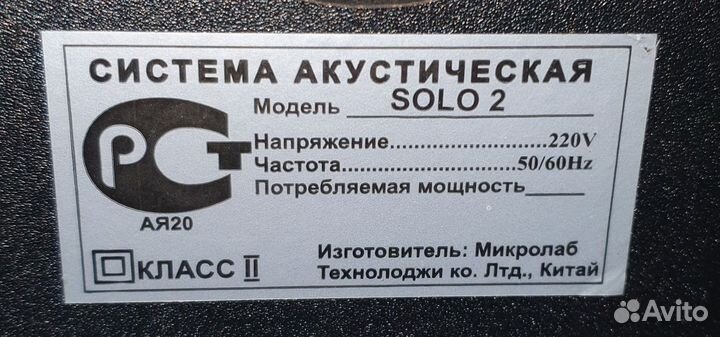 СИСТЕМА АКУСТИЧЕСКАЯ
Модель SOLO 2
РСТ
АЯ20
Напряжение..................220V
Частота.......................50/60Hz
Потребляемая мощность____
КЛАСС II
Изготовитель: Микролаб
Технолоджи ко. Лтд., Китай
Avito